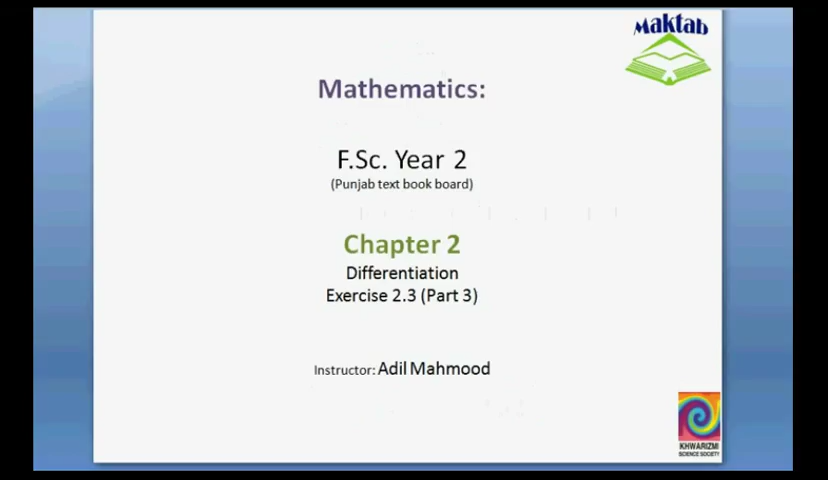 Maktab
Mathematics:
F.Sc. Year 2
(Punjab text book board)
Chapter 2
Differentiation
Exercise 2.3 (Part 3)
Instructor: Adil Mahmood
KHWARIZMI
SCIENCE SOCIETY